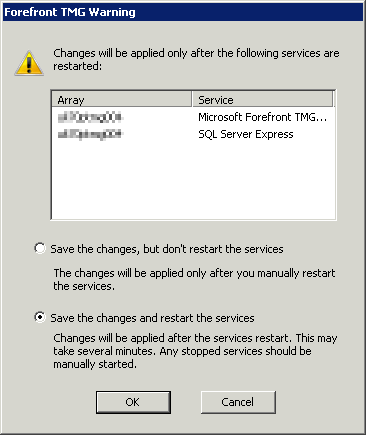 Forefront TMG Warning
Changes will be applied only after the following services are
restarted:
Array Service
Microsoft Forefront TMG...
SQL Server Express
Save the changes, but don't restart the services
The changes will be applied only after you manually restart
the services.
Save the changes and restart the services
Changes will be applied after the services restart. This may
take several minutes. Any stopped services should be
manually started.
OK Cancel